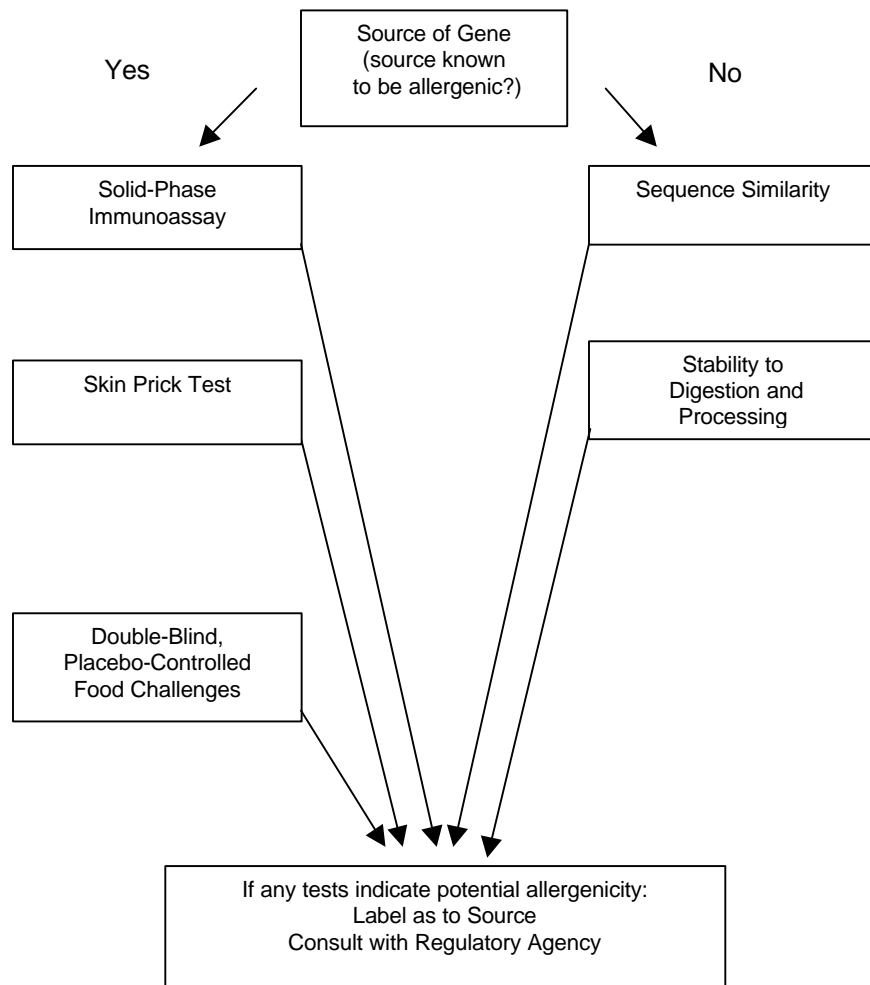 Source of Gene
(source known
to be allergenic?)
Yes
No
Solid-Phase
Immunoassay
Sequence Similarity
Skin Prick Test
Stability to
Digestion and
Processing
Double-Blind,
Placebo-Controlled
Food Challenges
If any tests indicate potential allergenicity:
Label as to Source
Consult with Regulatory Agency